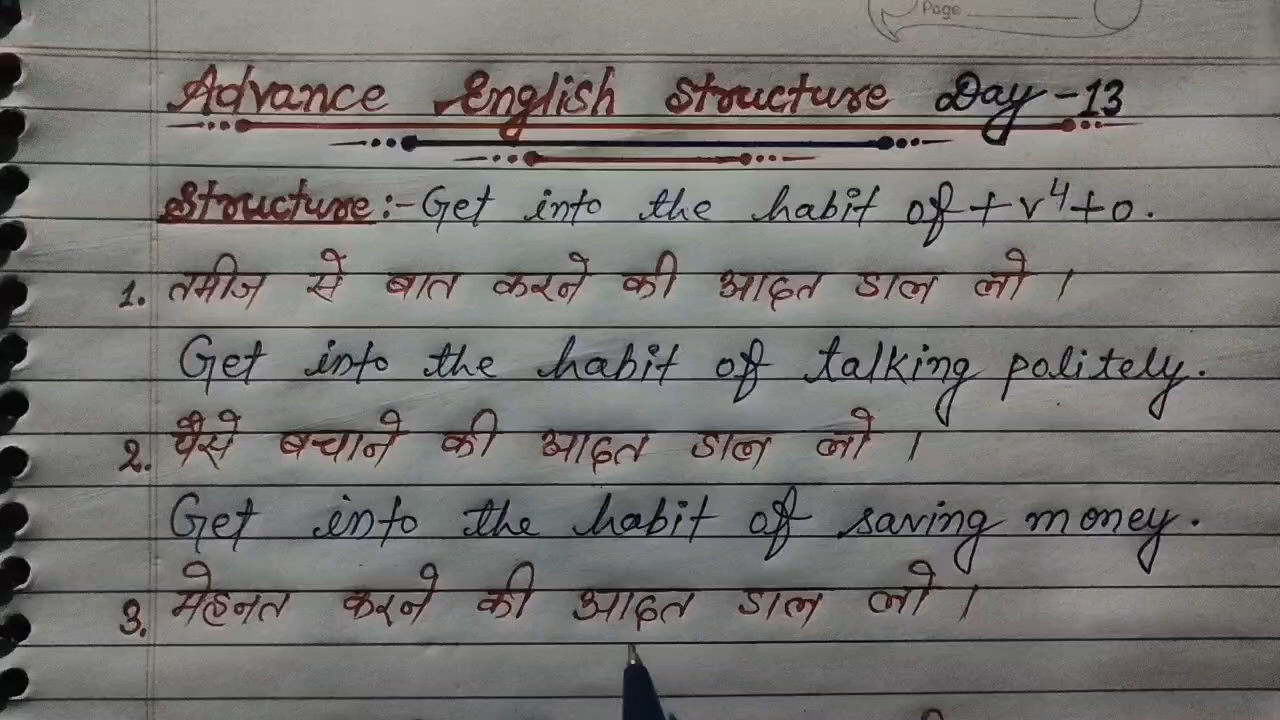 Page
Advance English Structure Day-13
Structure:- Get into the habit of + v⁴ + o.
1. तमीज से बात करने की आदत डाल लो।
Get into the habit of talking politely.
2. पैसे बचाने की आदत डाल लो।
Get into the habit of saving money.
3. मेहनत करने की आदत डाल लो।